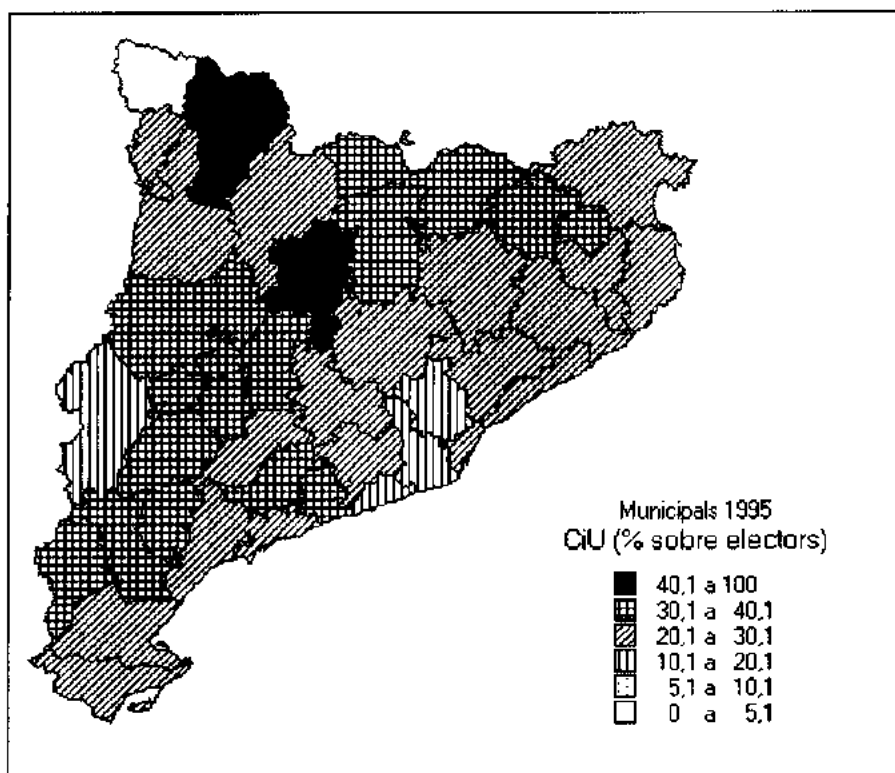 Municipals 1995
CiU (% sobre electors)
40,1 a 100
30,1 a 40,1
20,1 a 30,1
10,1 a 20,1
5,1 a 10,1
0 a 5,1